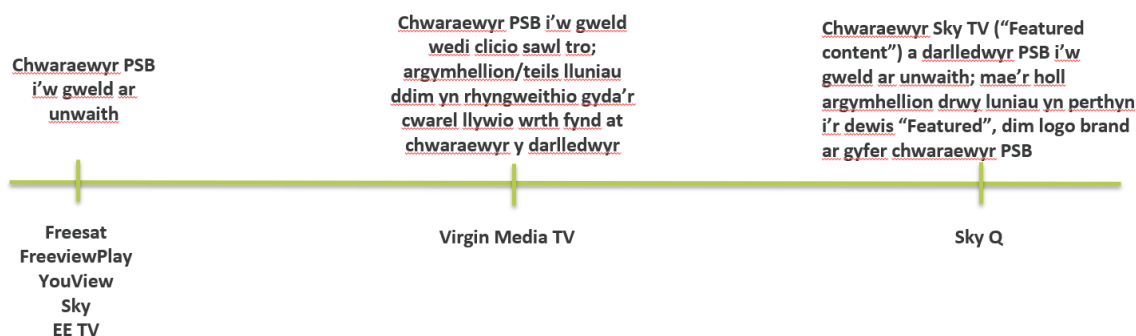 Chwaraewyr PSB
i'w gweld ar
unwaith
Chwaraewyr PSB i'w gweld
wedi clicio sawl tro;
argymhellion/teils lluniau
ddim yn rhyngweithio gyda'r
cwarel llywio wrth fynd at
chwaraewyr y darlledwyr
Chwaraewyr Sky TV (“Featured
content”) a darlledwyr PSB i'w
gweld ar unwaith; mae'r holl
argymhellion drwy luniau yn perthyn
i'r dewis “Featured”, dim logo brand
ar gyfer chwaraewyr PSB
Freesat
FreeviewPlay
YouView
Sky
EE TV
Virgin Media TV
Sky Q